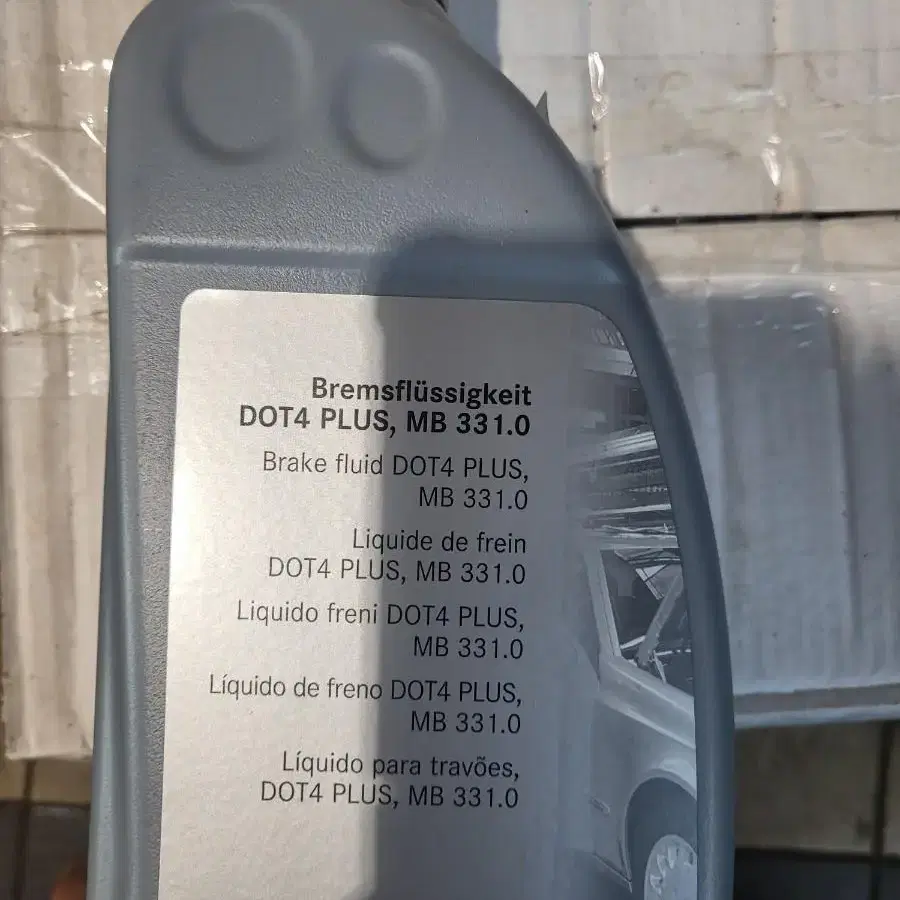 Bremsflüssigkeit
DOT4 PLUS, MB 331.0
Brake fluid DOT4 PLUS,
MB 331.0
Liquide de frein
DOT4 PLUS, MB 331.0
Liquido freni DOT4 PLUS,
MB 331.0
Líquido de freno DOT4 PLUS,
MB 331.0
Líquido para travões,
DOT4 PLUS, MB 331.0